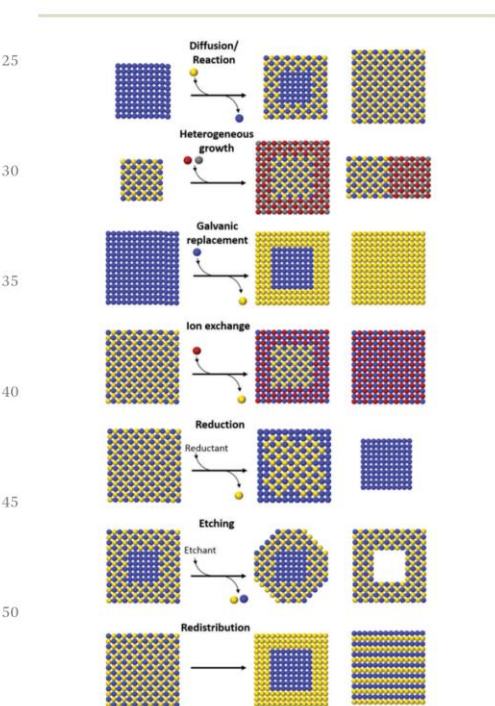 25
Diffusion/
Reaction
Heterogeneous
growth
30
Galvanic
replacement
35
Ion exchange
40
Reduction
Reductant
45
Etching
Etchant
50
Redistribution